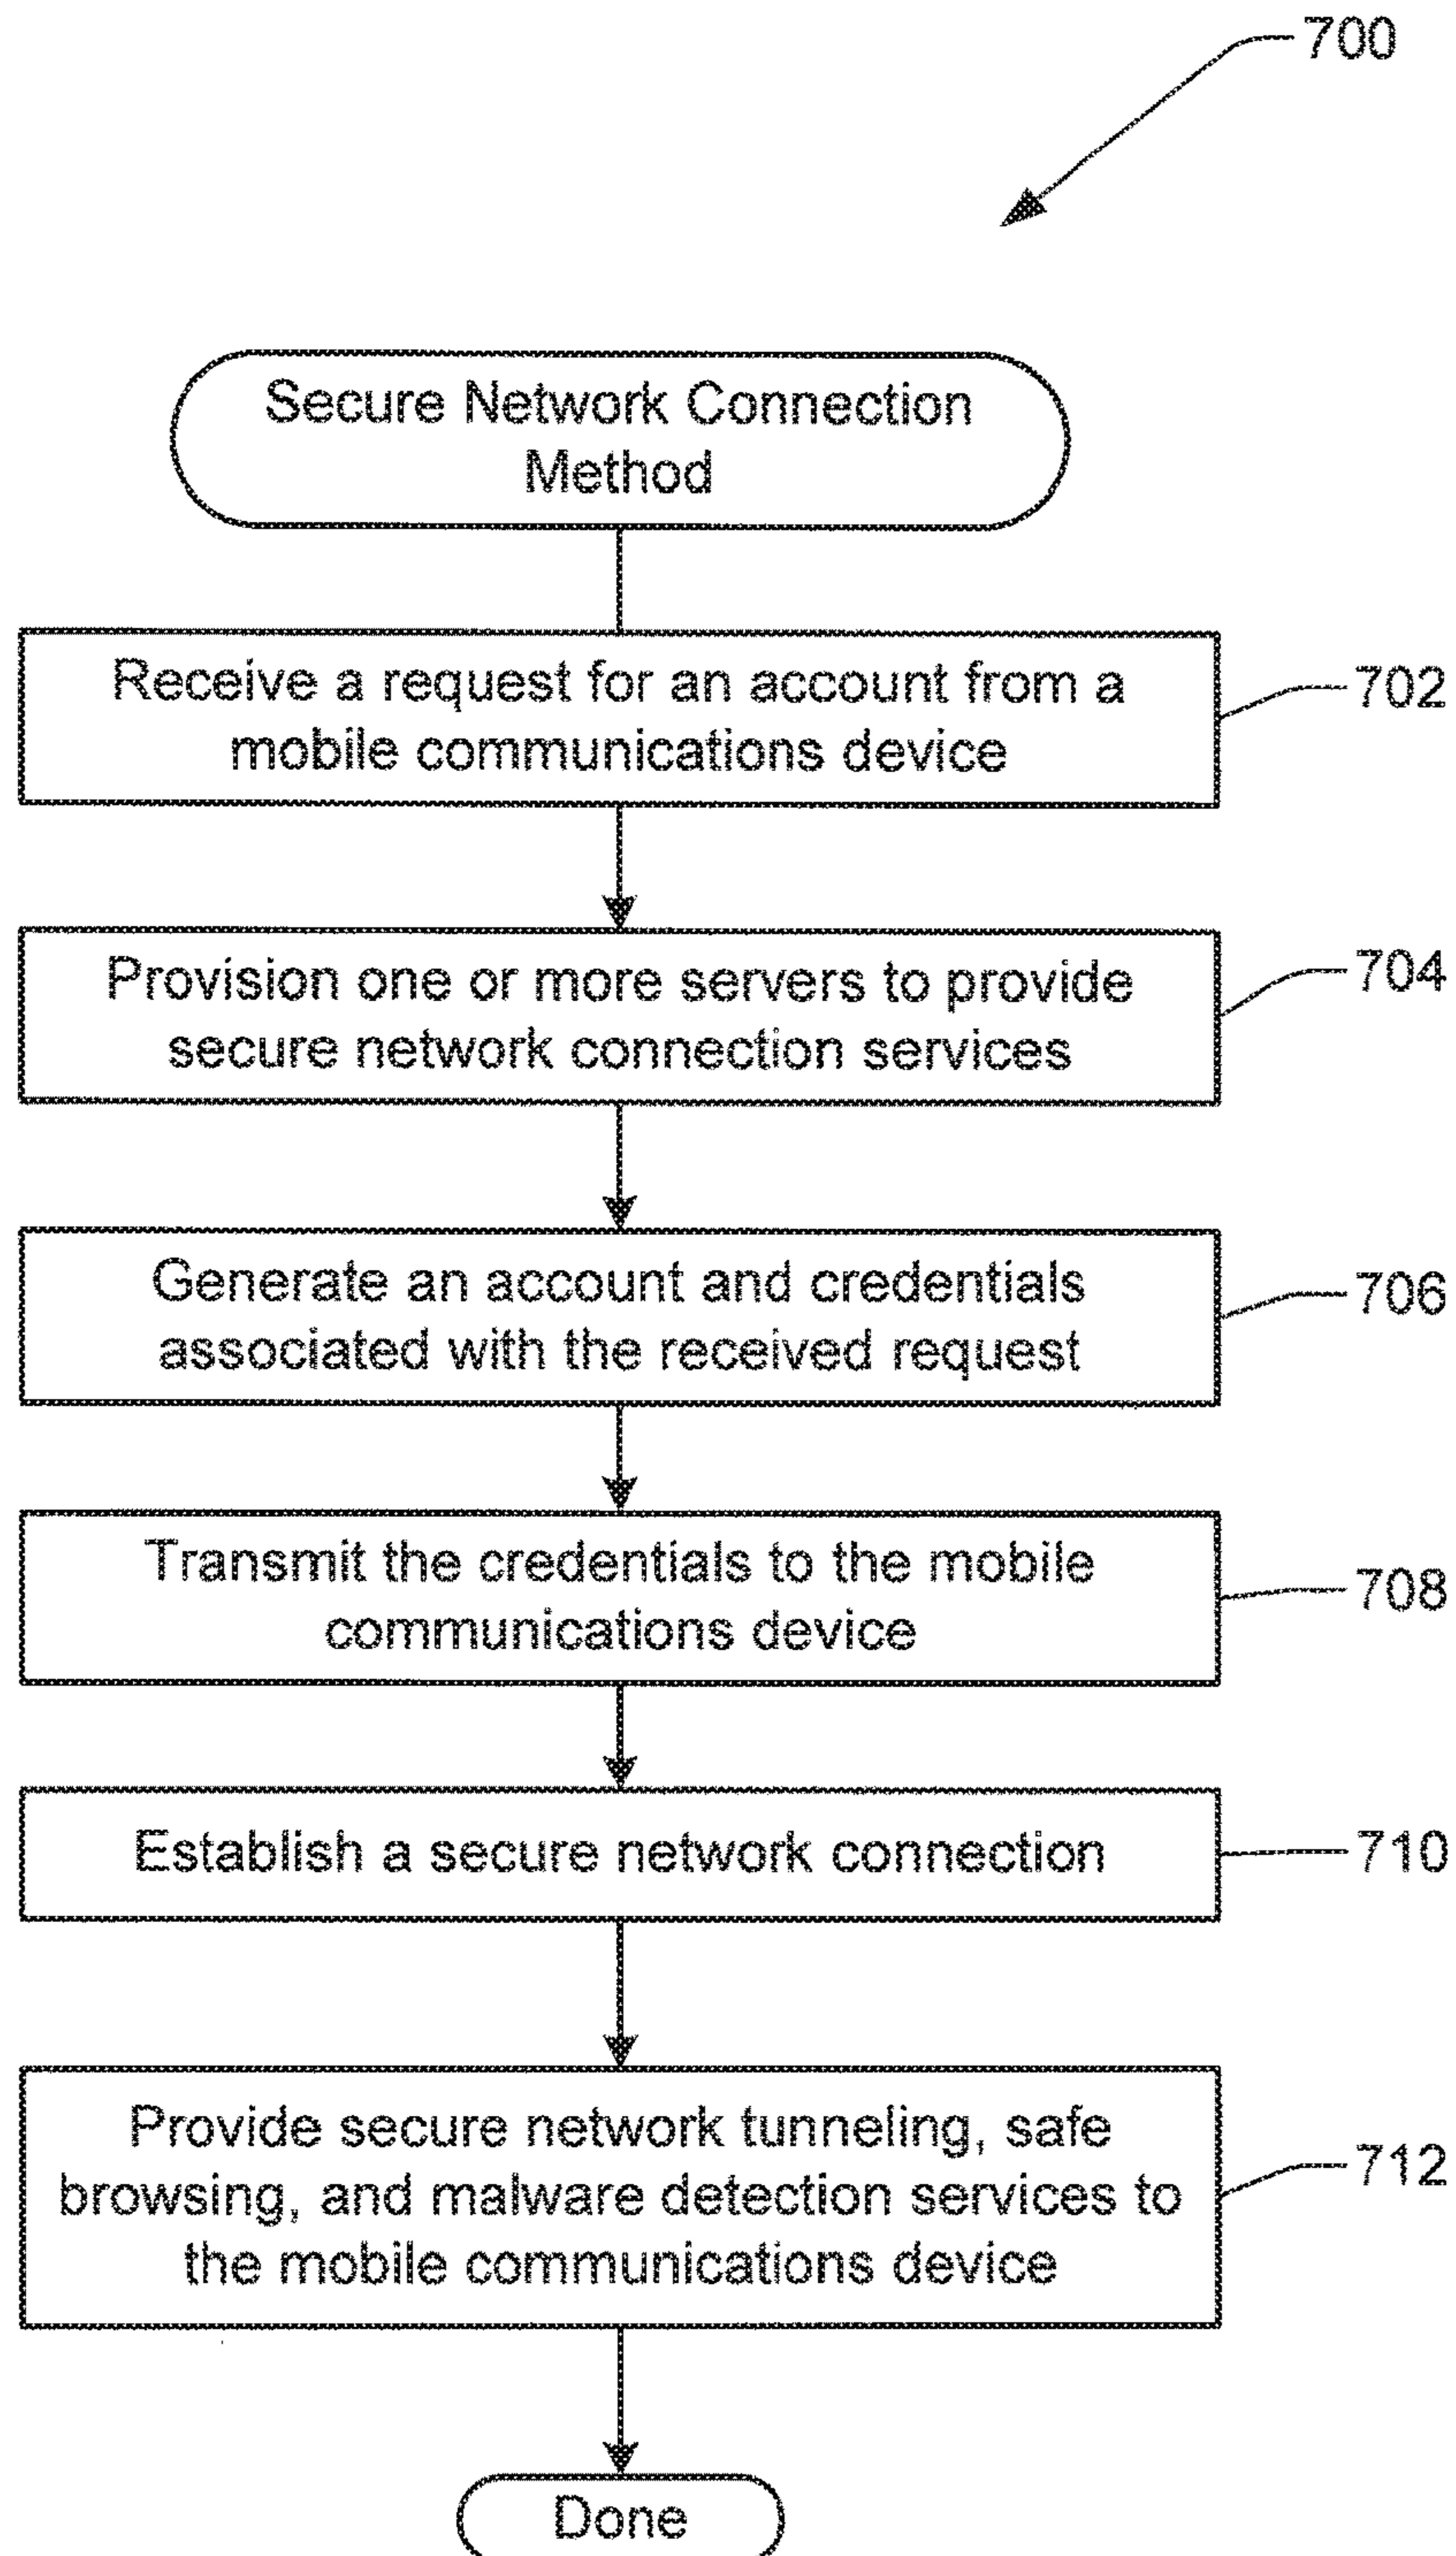 700
Secure Network Connection
Method
Receive a request for an account from a
mobile communications device
702
Provision one or more servers to provide
secure network connection services
704
Generate an account and credentials
associated with the received request
706
Transmit the credentials to the mobile
communications device
708
Establish a secure network connection
710
Provide secure network tunneling, safe
browsing, and malware detection services to
the mobile communications device
712
Done